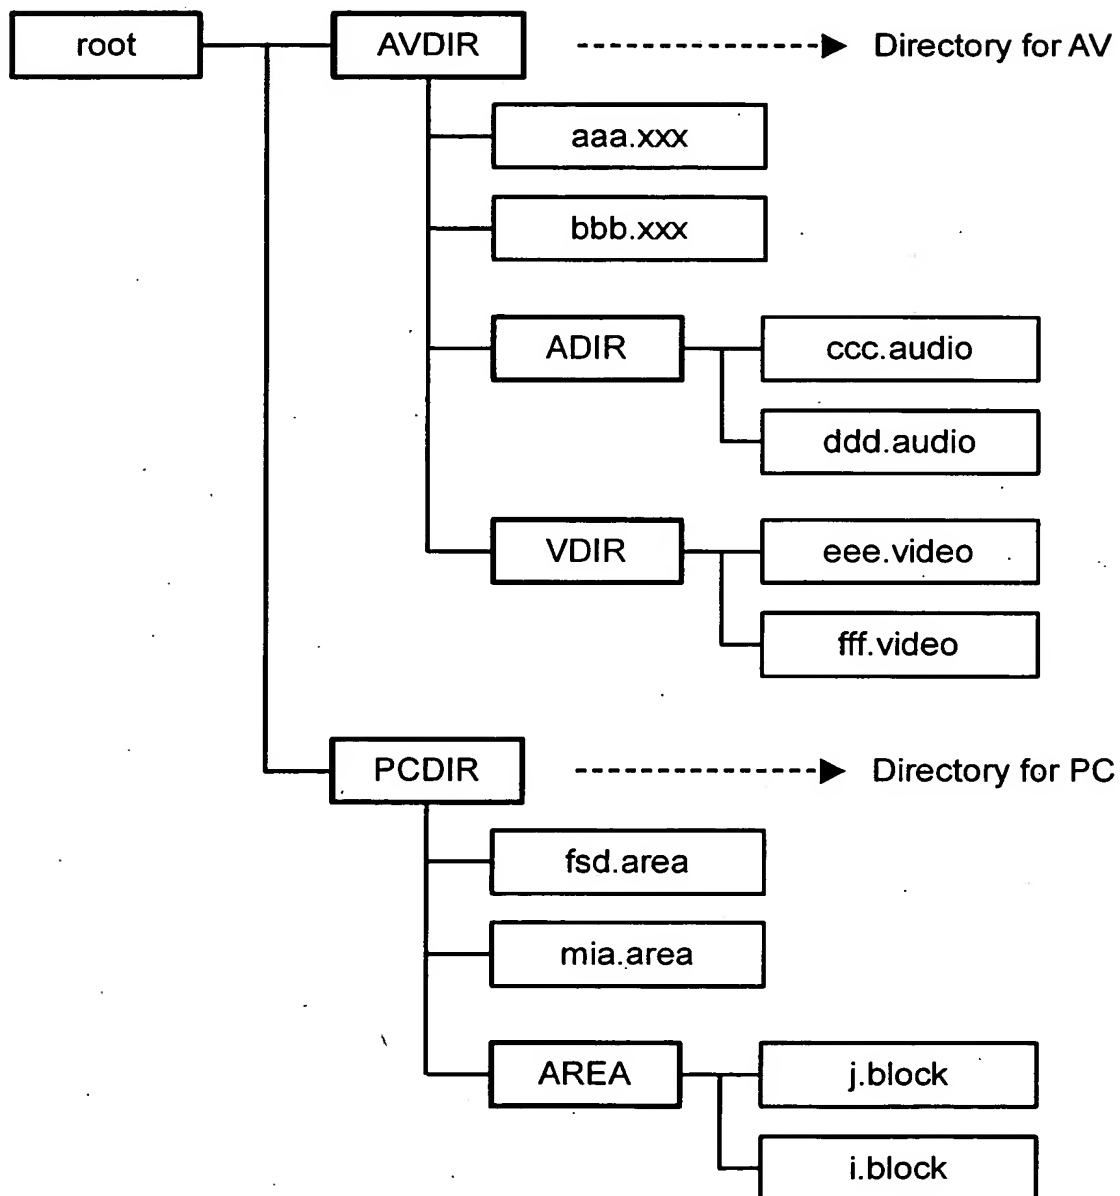 root
AVDIR
Directory for AV
aaa.xxx
bbb.xxx
ADIR
ccc.audio
ddd.audio
VDIR
eee.video
fff.video
PCDIR
Directory for PC
fsd.area
mia.area
AREA
j.block
i.block